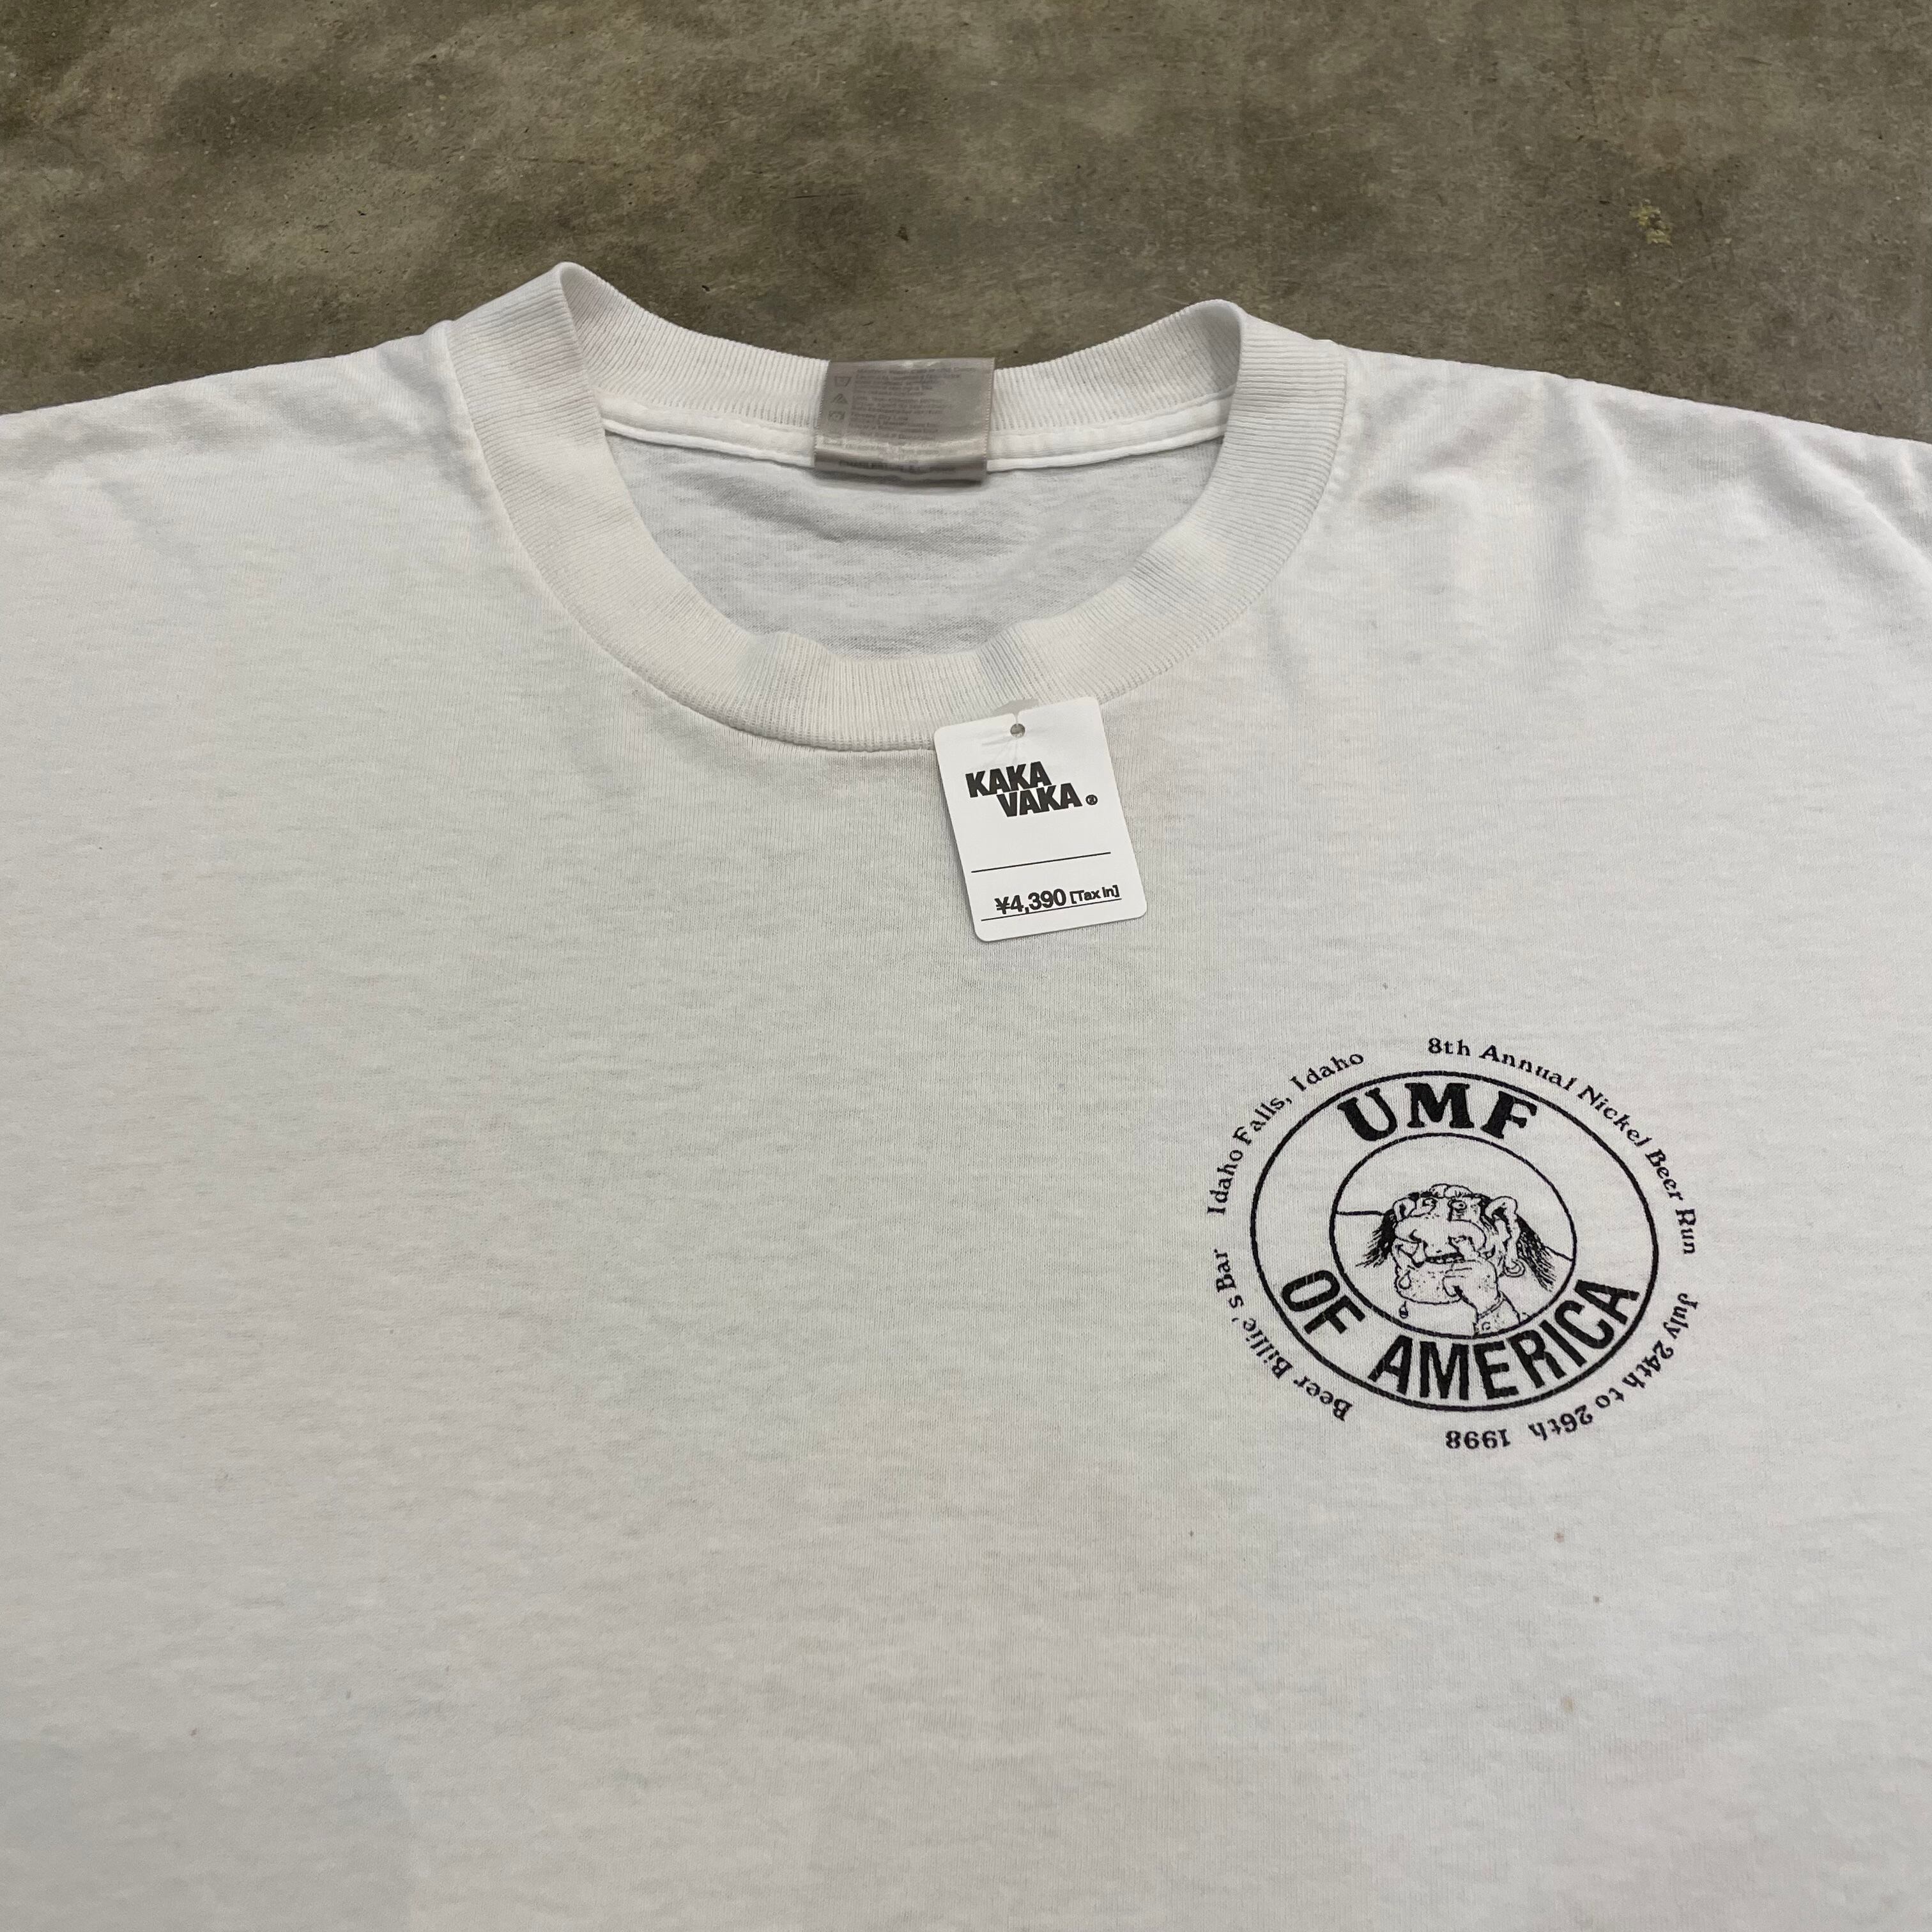 KAKA
VAKA®
¥4,390 [Tax in]
8th Annual Nickel Beer Run
July 24th to 26th 1998
Beer Billie's Bar
Idaho Falls, Idaho
UMF
OF AMERICA